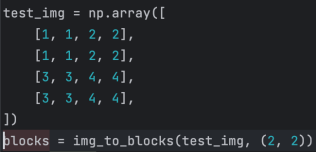 test_img = np.array([
    [1, 1, 2, 2],
    [1, 1, 2, 2],
    [3, 3, 4, 4],
    [3, 3, 4, 4],
])
blocks = img_to_blocks(test_img, (2, 2))